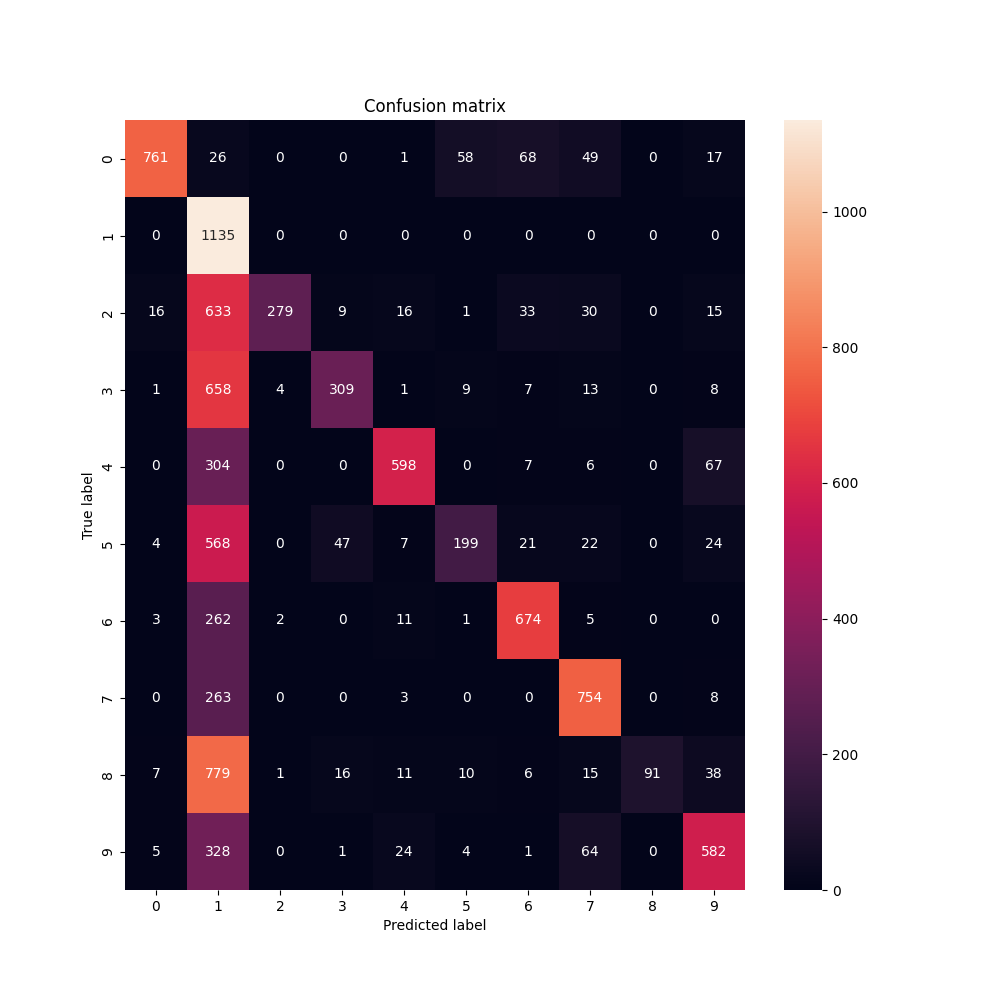 Confusion matrix
0 761 26 0 0 1 58 68 49 0 17
1 0 1135 0 0 0 0 0 0 0 0
2 16 633 279 9 16 1 33 30 0 15
3 1 658 4 309 1 9 7 13 0 8
4 0 304 0 0 598 0 7 6 0 67
5 4 568 0 47 7 199 21 22 0 24
6 3 262 2 0 11 1 674 5 0 0
7 0 263 0 0 3 0 0 754 0 8
8 7 779 1 16 11 10 6 15 91 38
9 5 328 0 1 24 4 1 64 0 582
True label
0 1 2 3 4 5 6 7 8 9
Predicted label
1000
800
600
400
200
0